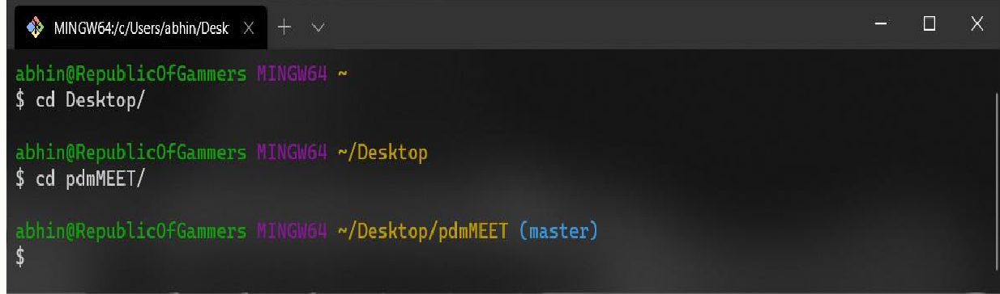 MINGW64:/c/Users/abhin/Desk
abhin@RepublicOfGammers MINGW64 ~
$ cd Desktop/
abhin@RepublicOfGammers MINGW64 ~/Desktop
$ cd pdmMEET/
abhin@RepublicOfGammers MINGW64 ~/Desktop/pdmMEET (master)
$